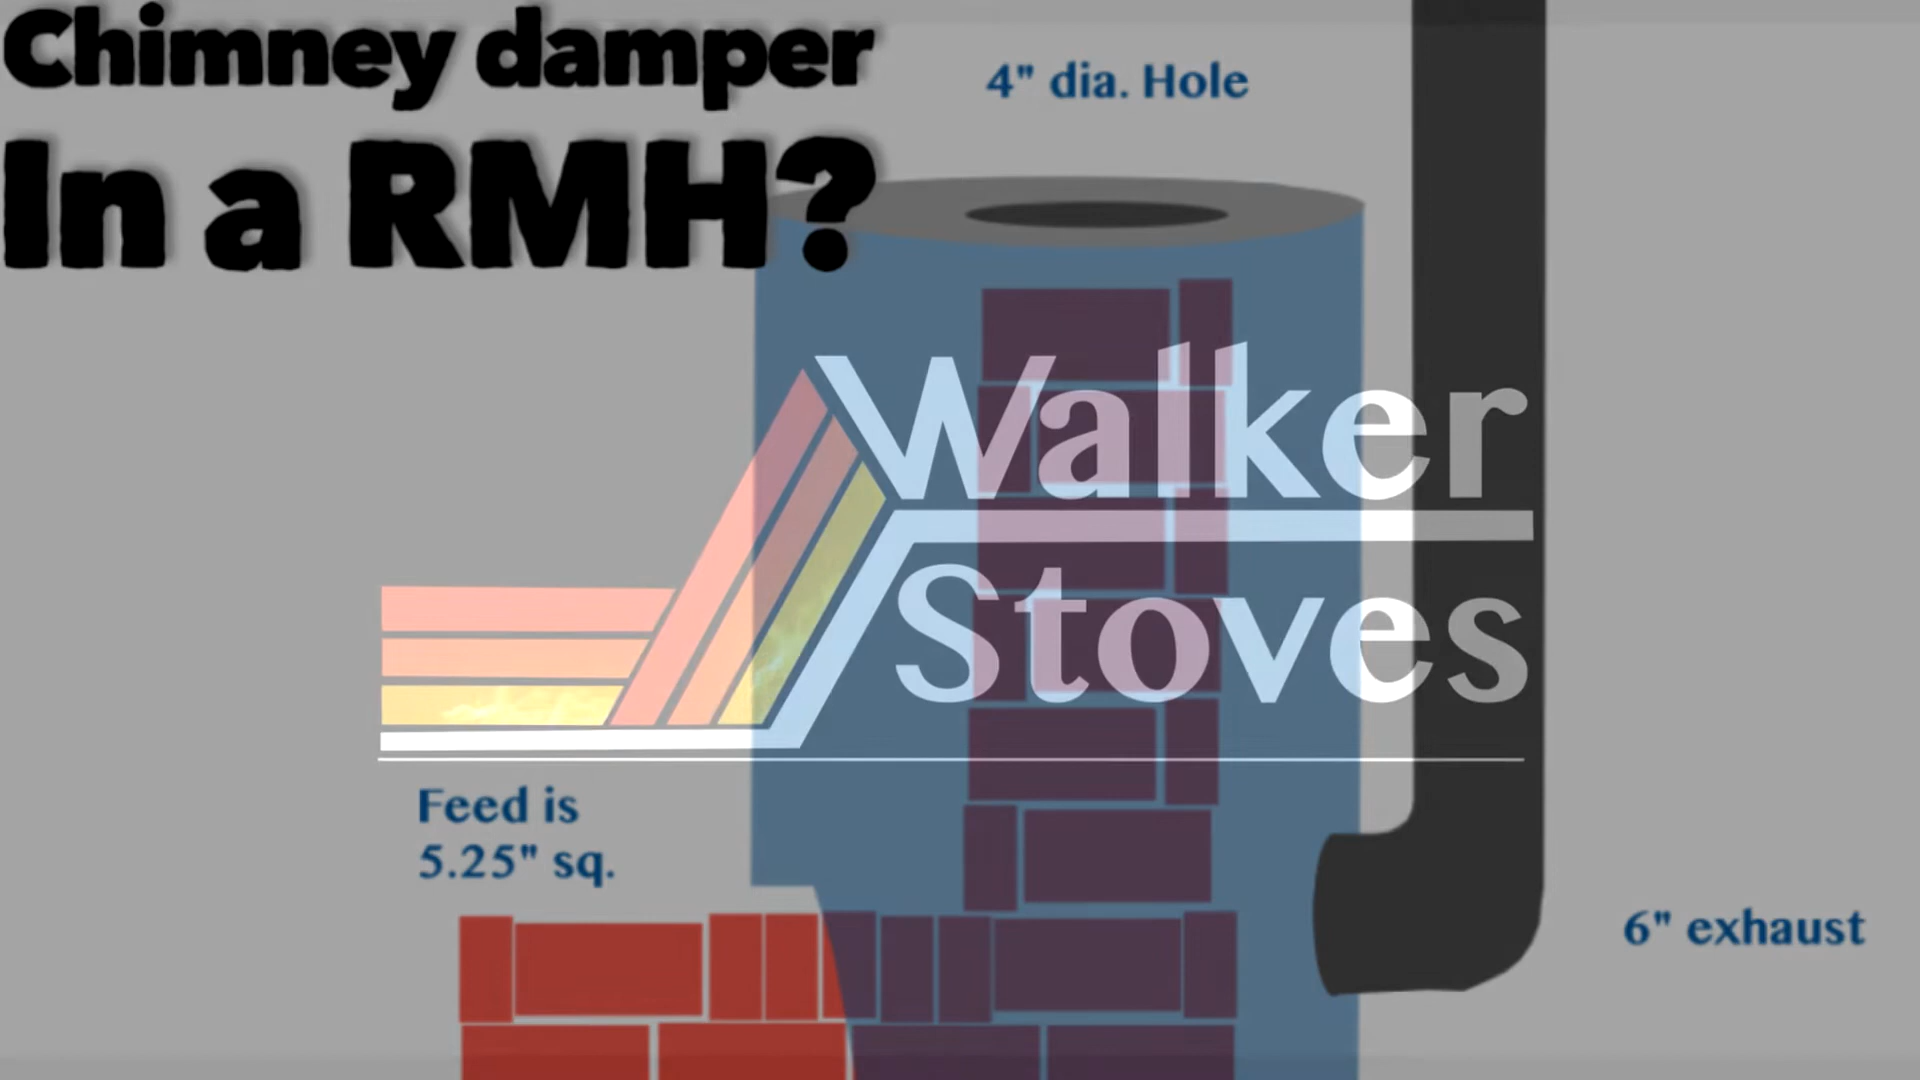 Chimney damper
In a RMH?
4" dia. Hole
Walker
Stoves
Feed is
5.25" sq.
6" exhaust